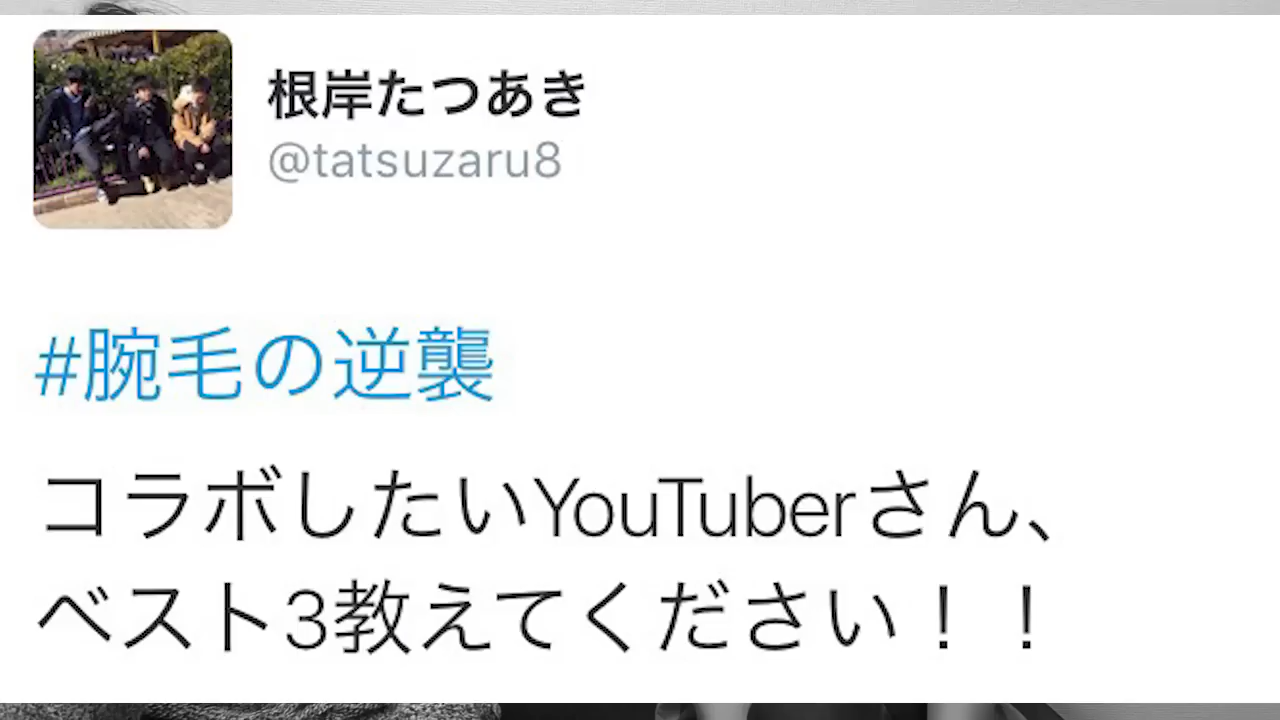 根岸たつあき
@tatsuzaru8
#腕毛の逆襲
コラボしたいYouTuberさん、
ベスト3教えてください！！